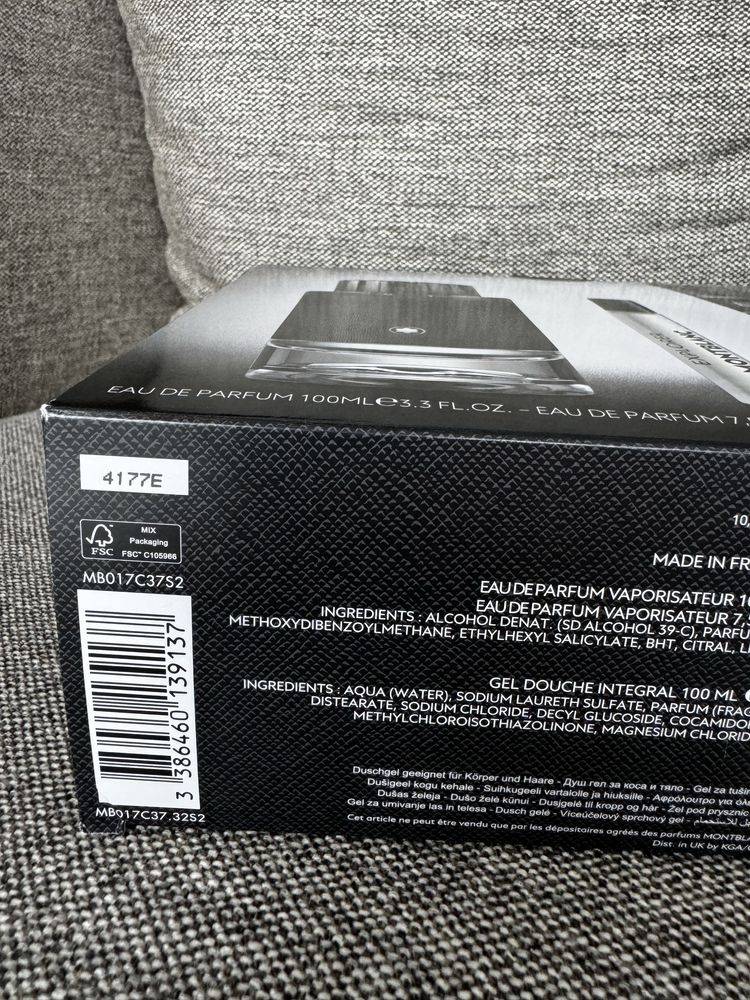 EXPLORER
MONTBLANC
EAU DE PARFUM 100ML℮3.3 FL.OZ. – EAU DE PARFUM 7,
4177E
FSC
MIX
Packaging
FSC™ C105966
MB017C37S2
3 386460 139137
MB017C37.32S2
10,
MADE IN FR
EAU DE PARFUM VAPORISATEUR 10
EAU DE PARFUM VAPORISATEUR 7,5
INGREDIENTS : ALCOHOL DENAT. (SD ALCOHOL 39-C), PARFU
METHOXYDIBENZOYLMETHANE, ETHYLHEXYL SALICYLATE, BHT, CITRAL, LI
GEL DOUCHE INTEGRAL 100 ML
INGREDIENTS : AQUA (WATER), SODIUM LAURETH SULFATE, PARFUM (FRAG
DISTEARATE, SODIUM CHLORIDE, DECYL GLUCOSIDE, COCAMIDO
METHYLCHLOROISOTHIAZOLINONE, MAGNESIUM CHLORID
Duschgel geeignet für Körper und Haare - Душ гел за коса и тяло - Gel za tušir
Dušigeel kogu kehale - Suihkugeeli vartalolle ja hiuksille - Αφρόλουτρο για όλ
Dušas želeja - Dušo želė kūnui - Dusjgelé til kropp og hår - Żel pod pryszni
Gel za umivanje las in telesa - Dusch gelé - Víceúčelový sprchový gel -
Cet article ne peut être vendu que par les dépositaires agréés des parfums MONTBLA
Dist. in UK by KGA/